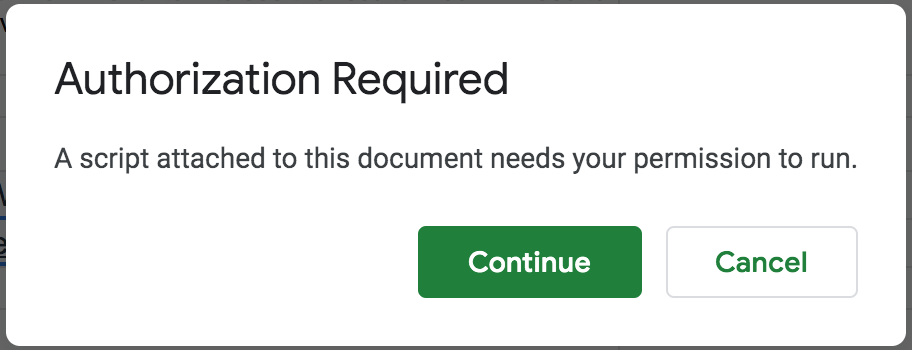 Authorization Required
A script attached to this document needs your permission to run.
Continue Cancel